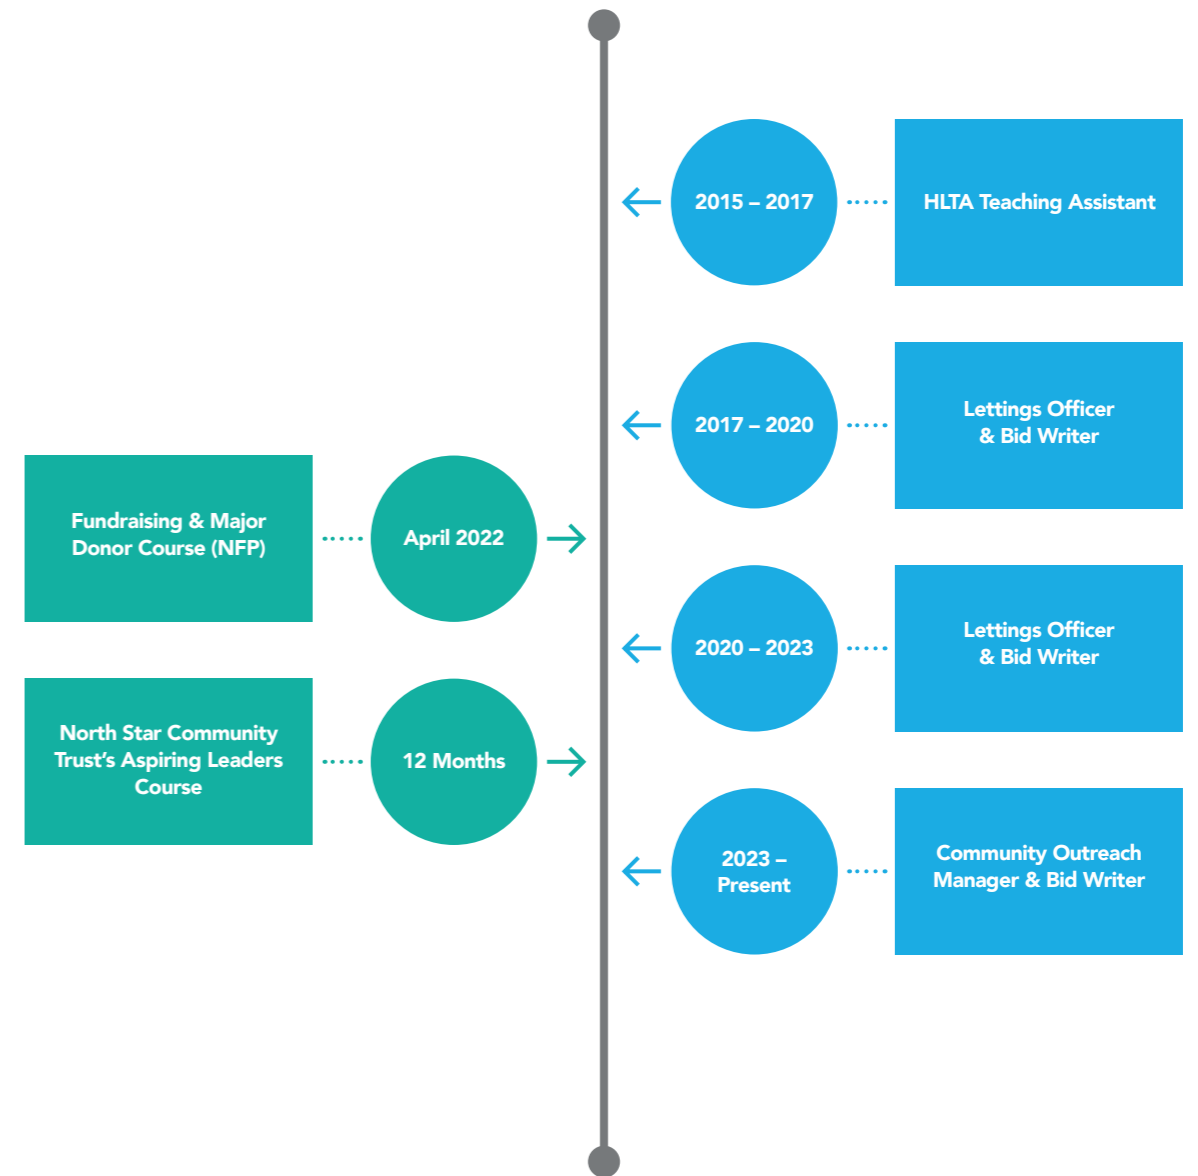 2015 – 2017
HLTA Teaching Assistant
2017 – 2020
Lettings Officer
& Bid Writer
Fundraising & Major
Donor Course (NFP)
April 2022
2020 – 2023
Lettings Officer
& Bid Writer
North Star Community
Trust’s Aspiring Leaders
Course
12 Months
2023 –
Present
Community Outreach
Manager & Bid Writer